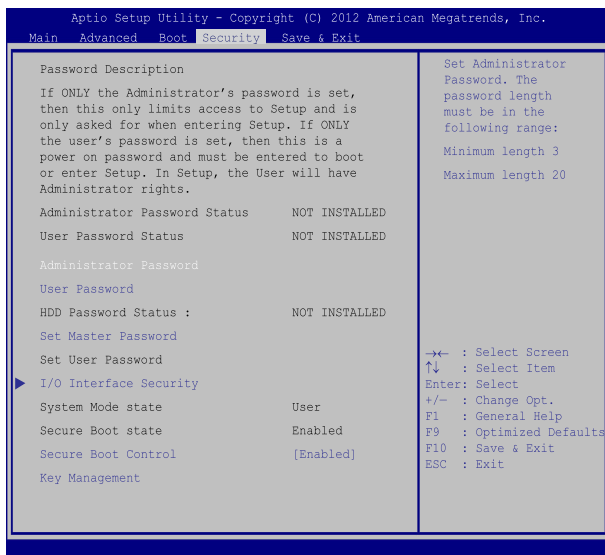 Aptio Setup Utility - Copyright (C) 2012 American Megatrends, Inc.
Main Advanced Boot Security Save & Exit
Password Description
If ONLY the Administrator's password is set,
then this only limits access to Setup and is
only asked for when entering Setup. If ONLY
the user's password is set, then this is a
power on password and must be entered to boot
or enter Setup. In Setup, the User will have
Administrator rights.
Administrator Password Status NOT INSTALLED
User Password Status NOT INSTALLED
Administrator Password
User Password
HDD Password Status : NOT INSTALLED
Set Master Password
Set User Password
I/O Interface Security
System Mode state User
Secure Boot state Enabled
Secure Boot Control [Enabled]
Key Management
Set Administrator
Password. The
password length
must be in the
following range:
Minimum length 3
Maximum length 20
→← : Select Screen
↑↓ : Select Item
Enter: Select
+/− : Change Opt.
F1 : General Help
F9 : Optimized Defaults
F10 : Save & Exit
ESC : Exit